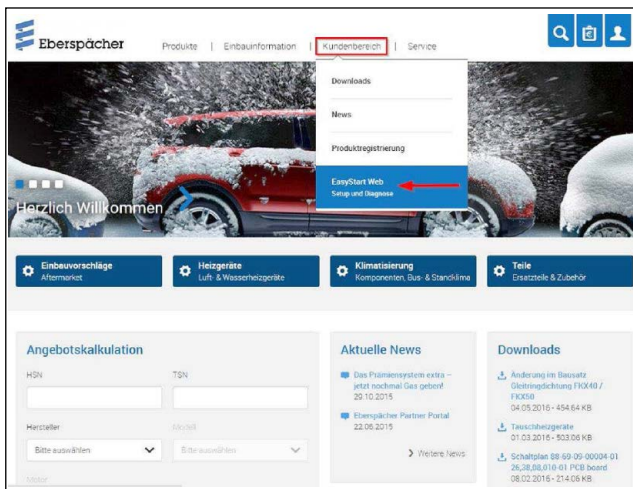 Eberspächer
Produkte | Einbauinformation | Kundenbereich | Service
Downloads
News
Produktregistrierung
EasyStart Web
Setup und Diagnose
Herzlich Willkommen
Einbauvorschläge
Aftermarket
Heizgeräte
Luft- & Wasserheizgeräte
Klimatisierung
Komponenten, Bus- & Standklima
Teile
Ersatzteile & Zubehör
Angebotskalkulation
HSN
TSN
Hersteller
Modell
Bitte auswählen
Bitte auswählen
Motor
Aktuelle News
Das Prämiensystem extra –
jetzt nochmal Gas geben!
29.10.2015
Eberspächer Partner Portal
22.06.2015
Weitere News
Downloads
Änderung im Bausatz
Gleitringdichtung FKX40 /
FKX50
04.05.2016 - 454.64 KB
Tauschheizgeräte
01.03.2016 - 503.06 KB
Schaltplan 88-69-09-00004-01
26,38,08,010-01 PCB board
08.02.2016 - 214.06 KB